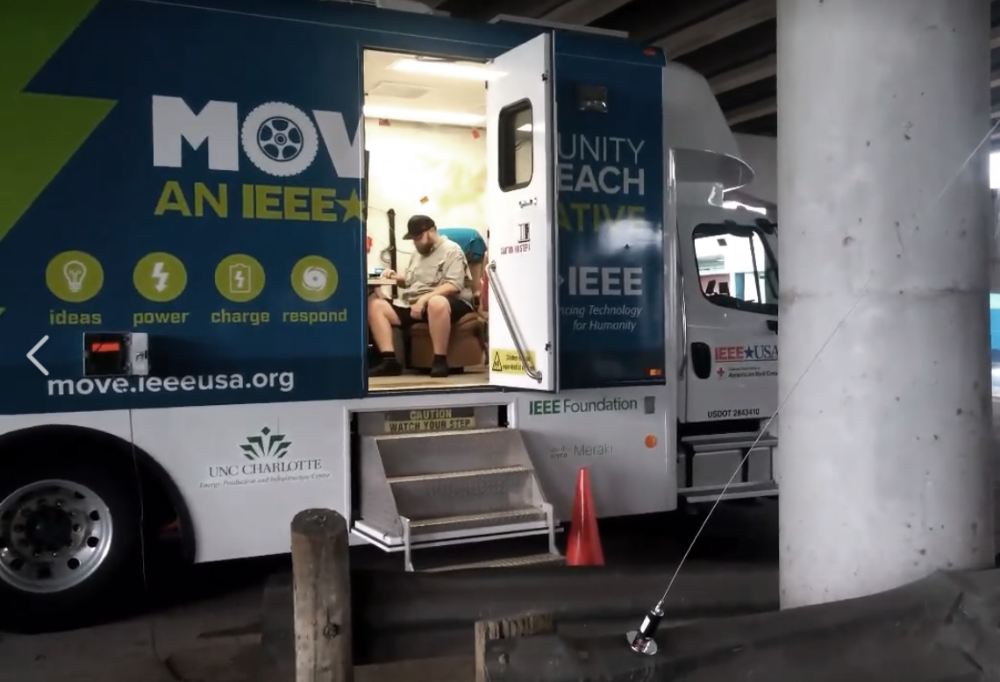 MOV
AN IEEE★
ideas power charge respond
move.ieeeusa.org
UNITY
EACH
ATIVE
IEEE
ncing Technology
for Humanity
IEEE★USA
American Red Cros
USDOT 2843410
CAUTION
WATCH YOUR STEP
IEEE Foundation
Meraki
UNC CHARLOTTE
Energy Production and Infrastructure Center